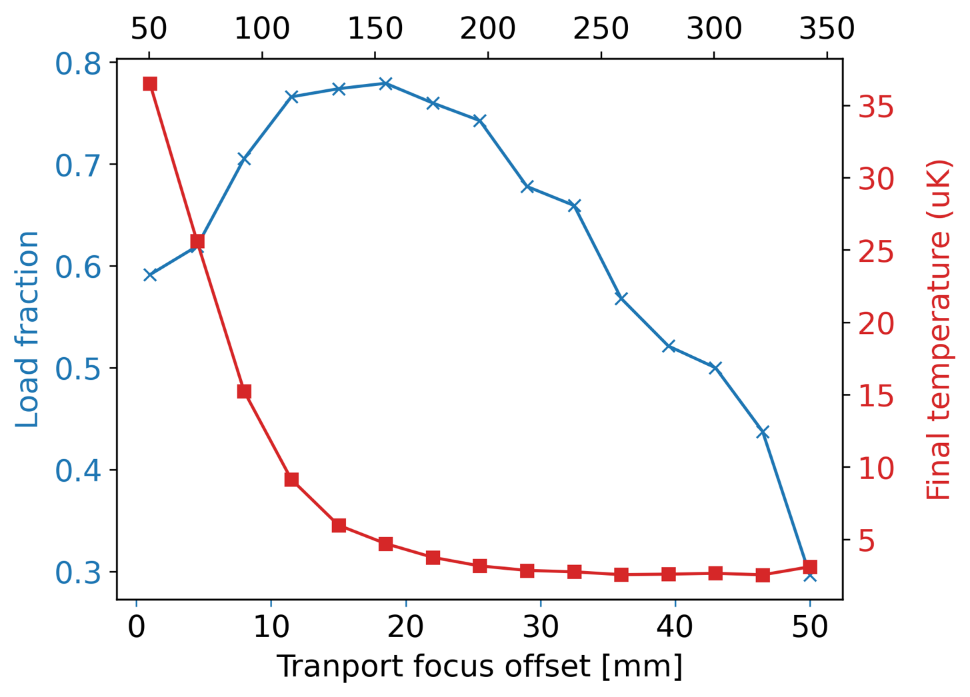 50 100 150 200 250 300 350
0.8
0.7
0.6
0.5
0.4
0.3
Load fraction
35
30
25
20
15
10
5
Final temperature (uK)
0 10 20 30 40 50
Tranport focus offset [mm]